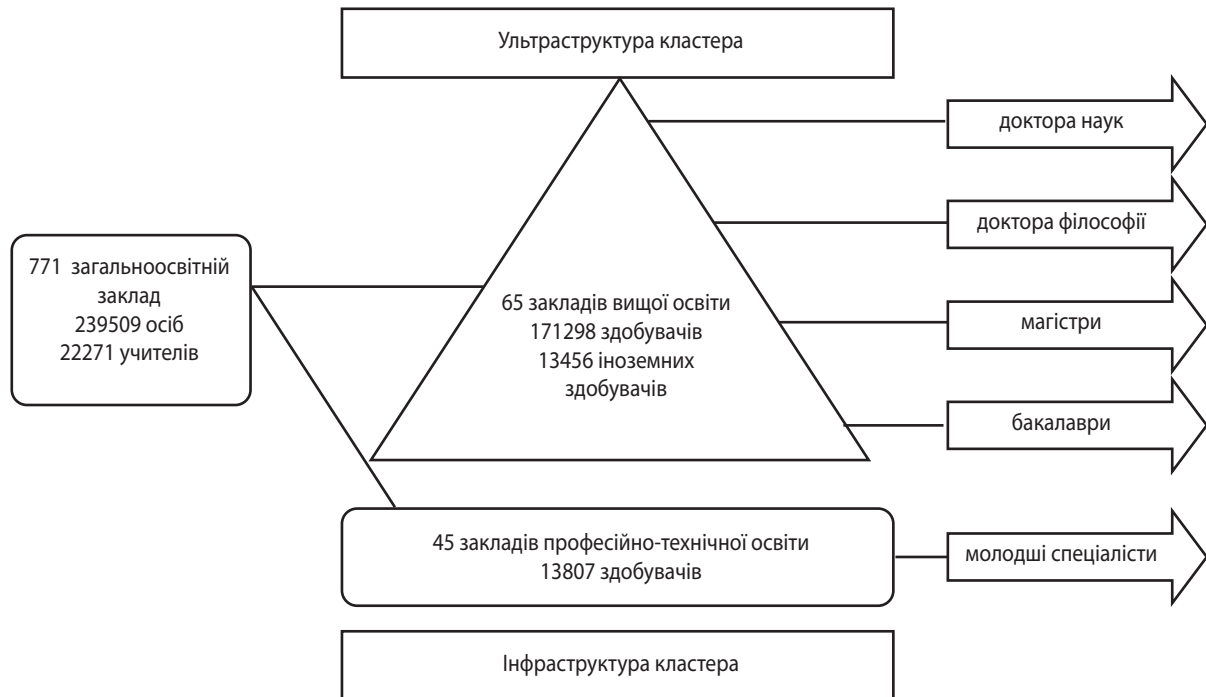 Ультраструктура кластера
доктора наук
доктора філософії
771 загальноосвітній
заклад
239509 осіб
22271 учителів
65 закладів вищої освіти
171298 здобувачів
13456 іноземних
здобувачів
магістри
бакалаври
45 закладів професійно-технічної освіти
13807 здобувачів
молодші спеціалісти
Інфраструктура кластера